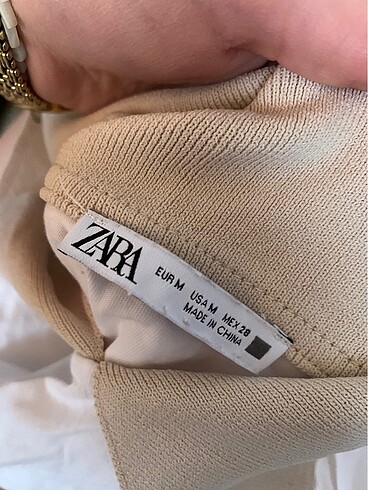 ZARA
EUR M USA M MEX 28
MADE IN CHINA